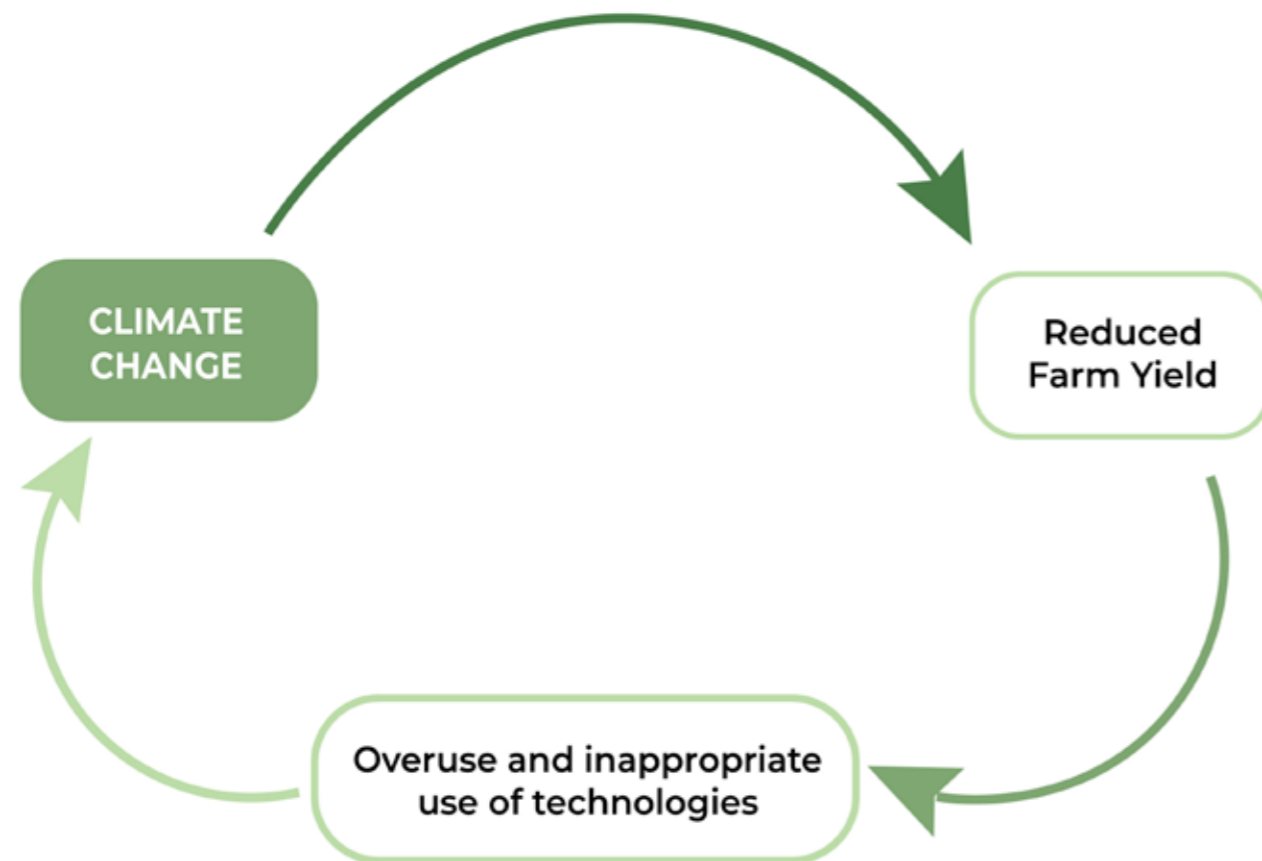 CLIMATE
CHANGE
Reduced
Farm Yield
Overuse and inappropriate
use of technologies